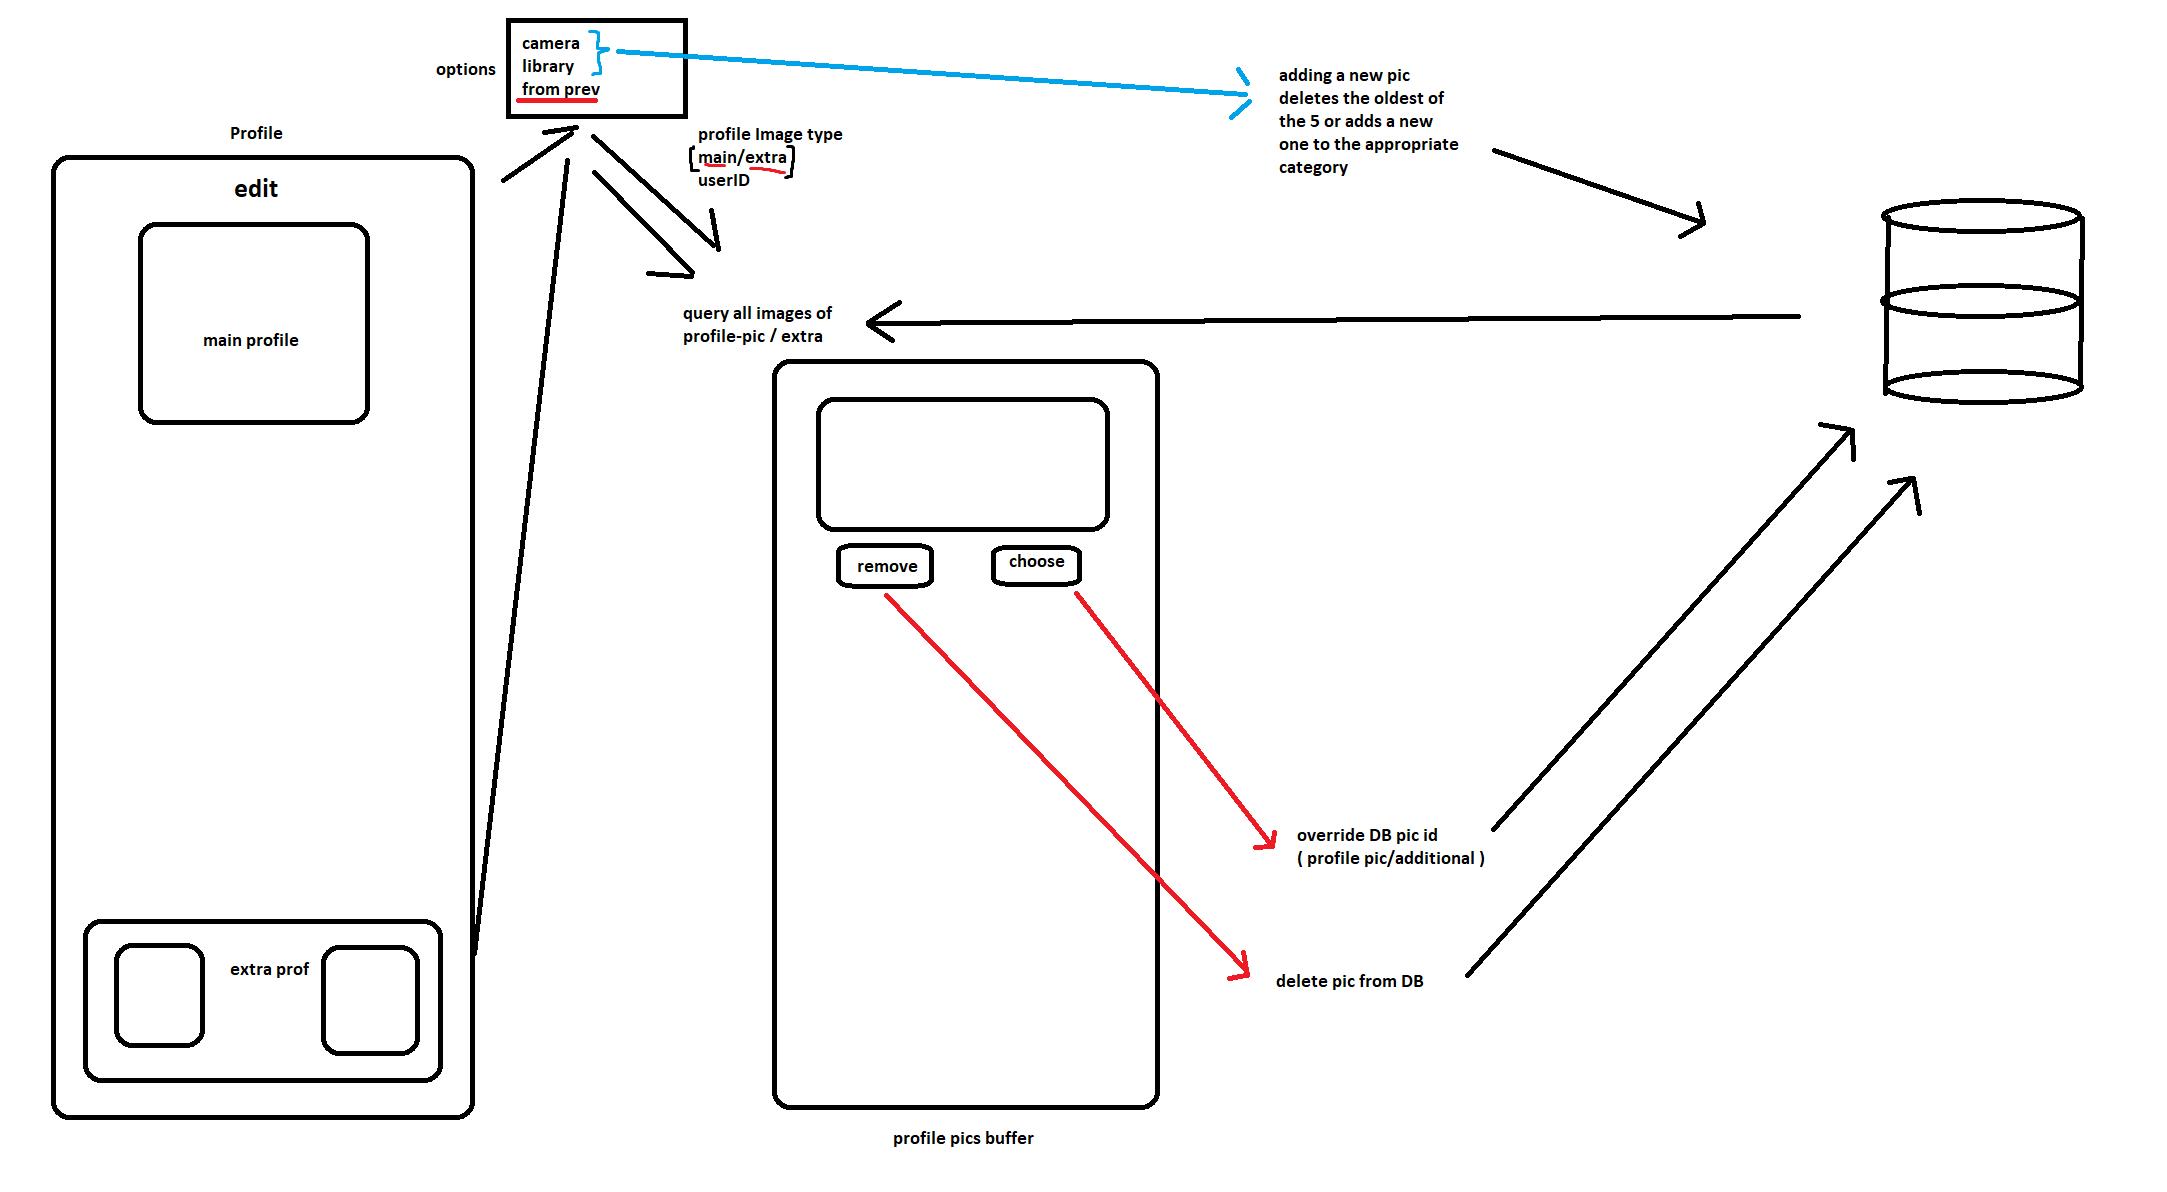 camera
library
from prev
options
adding a new pic
deletes the oldest of
the 5 or adds a new
one to the appropriate
category
Profile
profile Image type
main/extra
userID
edit
main profile
query all images of
profile-pic / extra
remove
choose
override DB pic id
( profile pic/additional )
extra prof
delete pic from DB
profile pics buffer